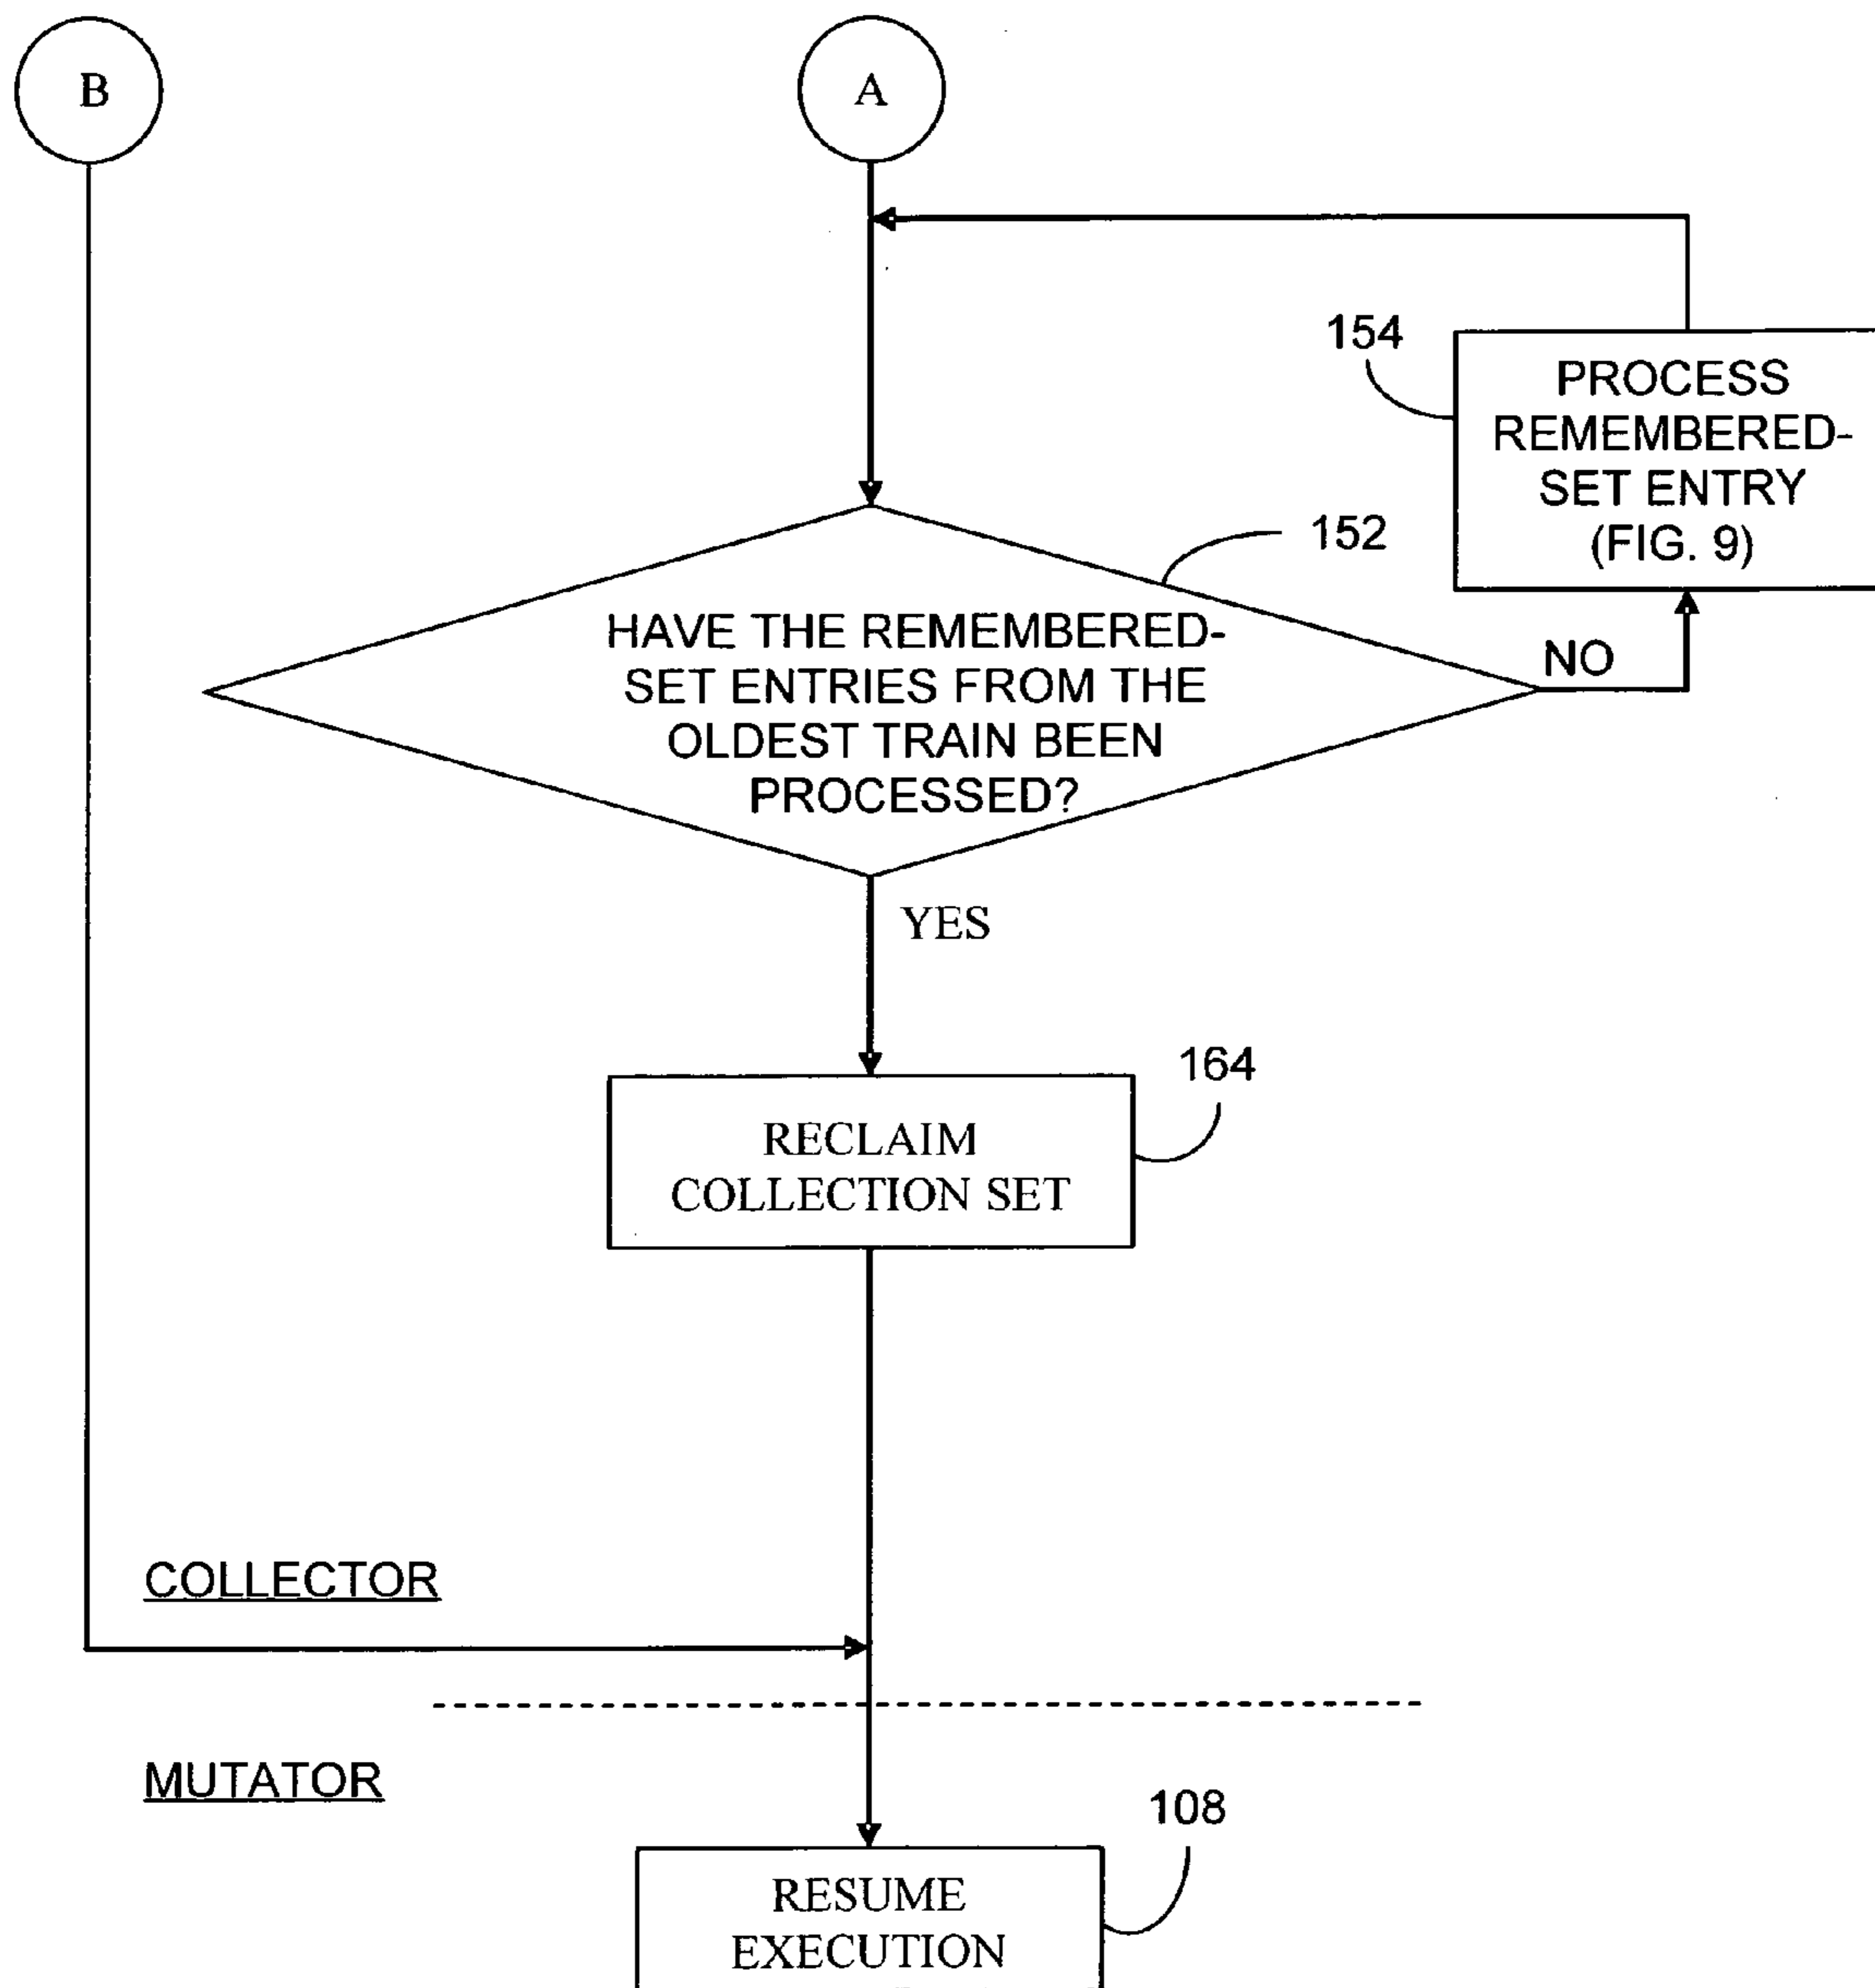 B
A
154
PROCESS
REMEMBERED-
SET ENTRY
(FIG. 9)
152
HAVE THE REMEMBERED-
SET ENTRIES FROM THE
OLDEST TRAIN BEEN
PROCESSED?
NO
YES
164
RECLAIM
COLLECTION SET
COLLECTOR
MUTATOR
108
RESUME
EXECUTION